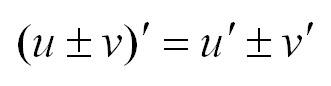 (u ± v)′ = u′ ± v′